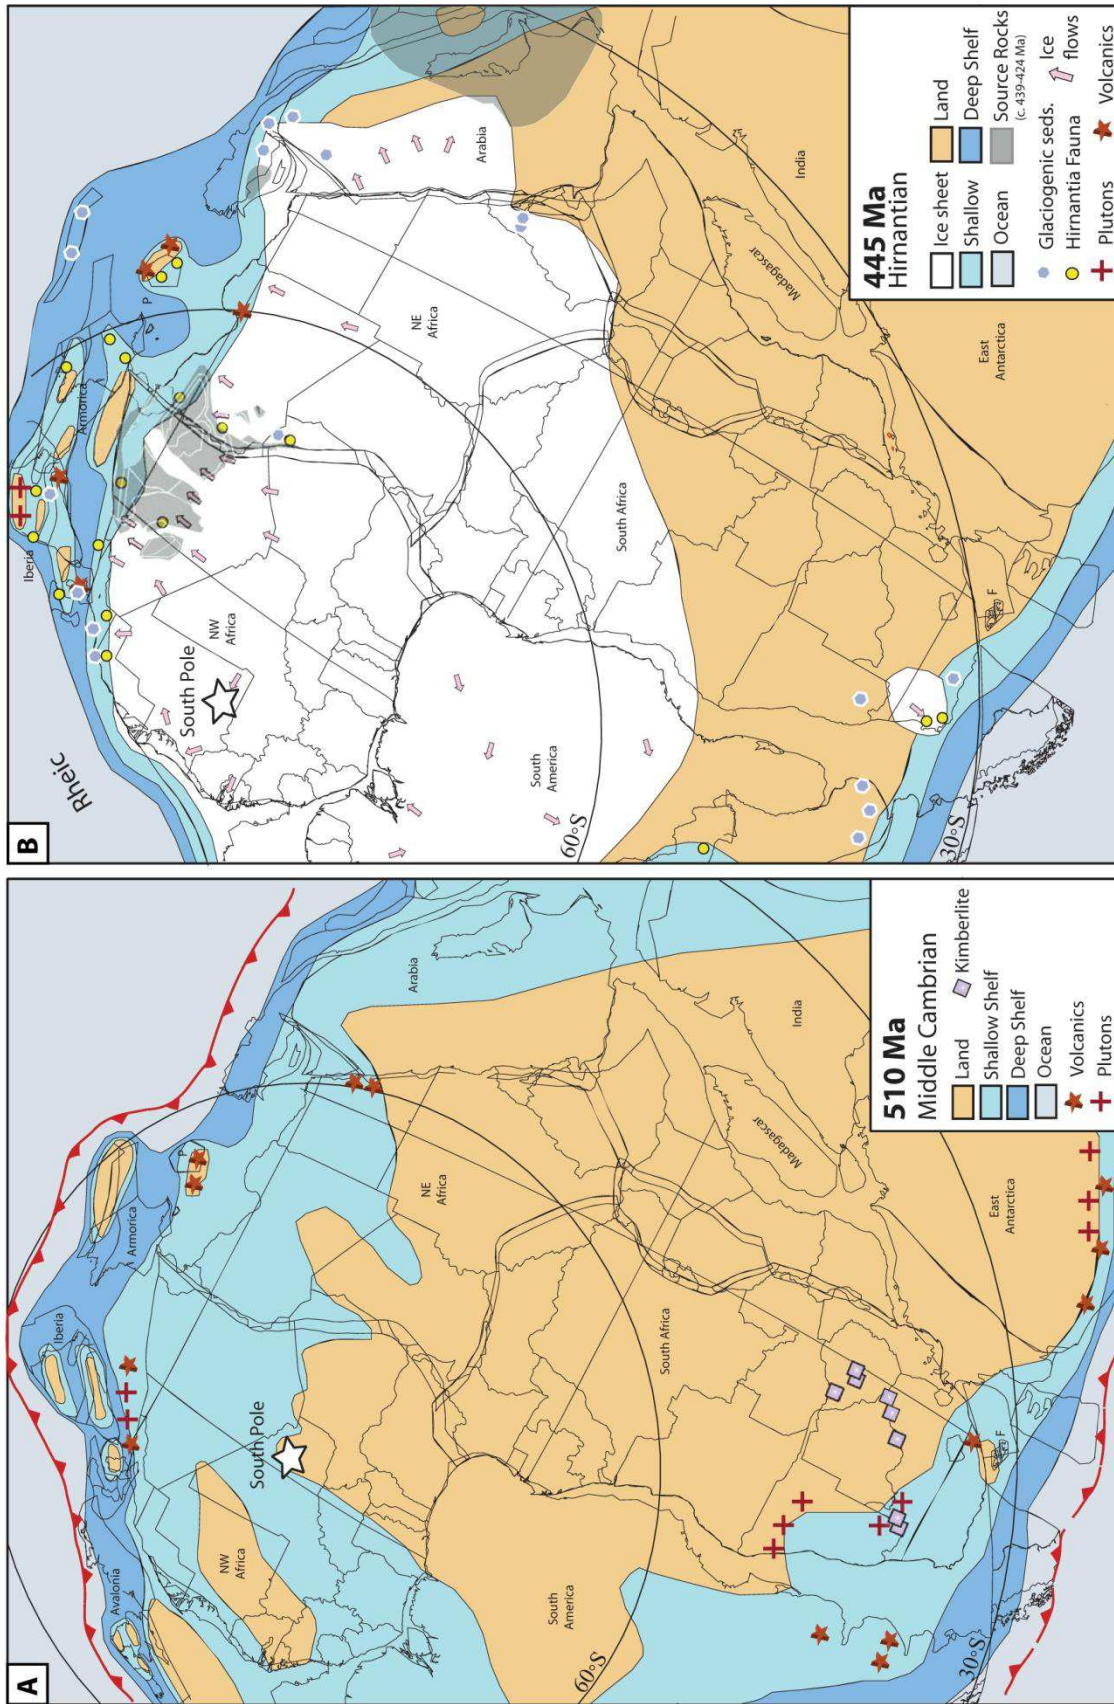 A
Avalonia
Iberia
Armorica
P
NW
Africa
South Pole
NE
Africa
Arabia
South
America
South Africa
Madagascar
India
East
Antarctica
F
60°S
30°S
510 Ma
Middle Cambrian
Land
Shallow Shelf
Deep Shelf
Ocean
Volcanics
Plutons
Kimberlite
B
Rheic
Iberia
Armorica
P
South Pole
NW
Africa
NE
Africa
Arabia
South
America
South Africa
Madagascar
India
East
Antarctica
F
60°S
30°S
445 Ma
Hirnantian
Ice sheet
Land
Shallow
Deep Shelf
Ocean
Source Rocks
(c. 439-424 Ma)
Glaciogenic seds.
Ice
flows
Hirnantia Fauna
Plutons
Volcanics